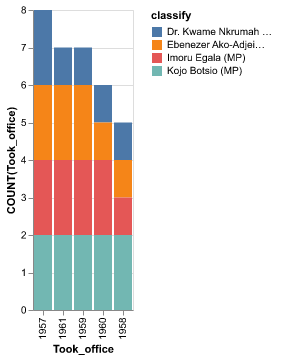 classify
Dr. Kwame Nkrumah …
Ebenezer Ako-Adjei…
Imoru Egala (MP)
Kojo Botsio (MP)
COUNT(Took_office)
8
7
6
5
4
3
2
1
0
1957
1961
1959
1960
1958
Took_office